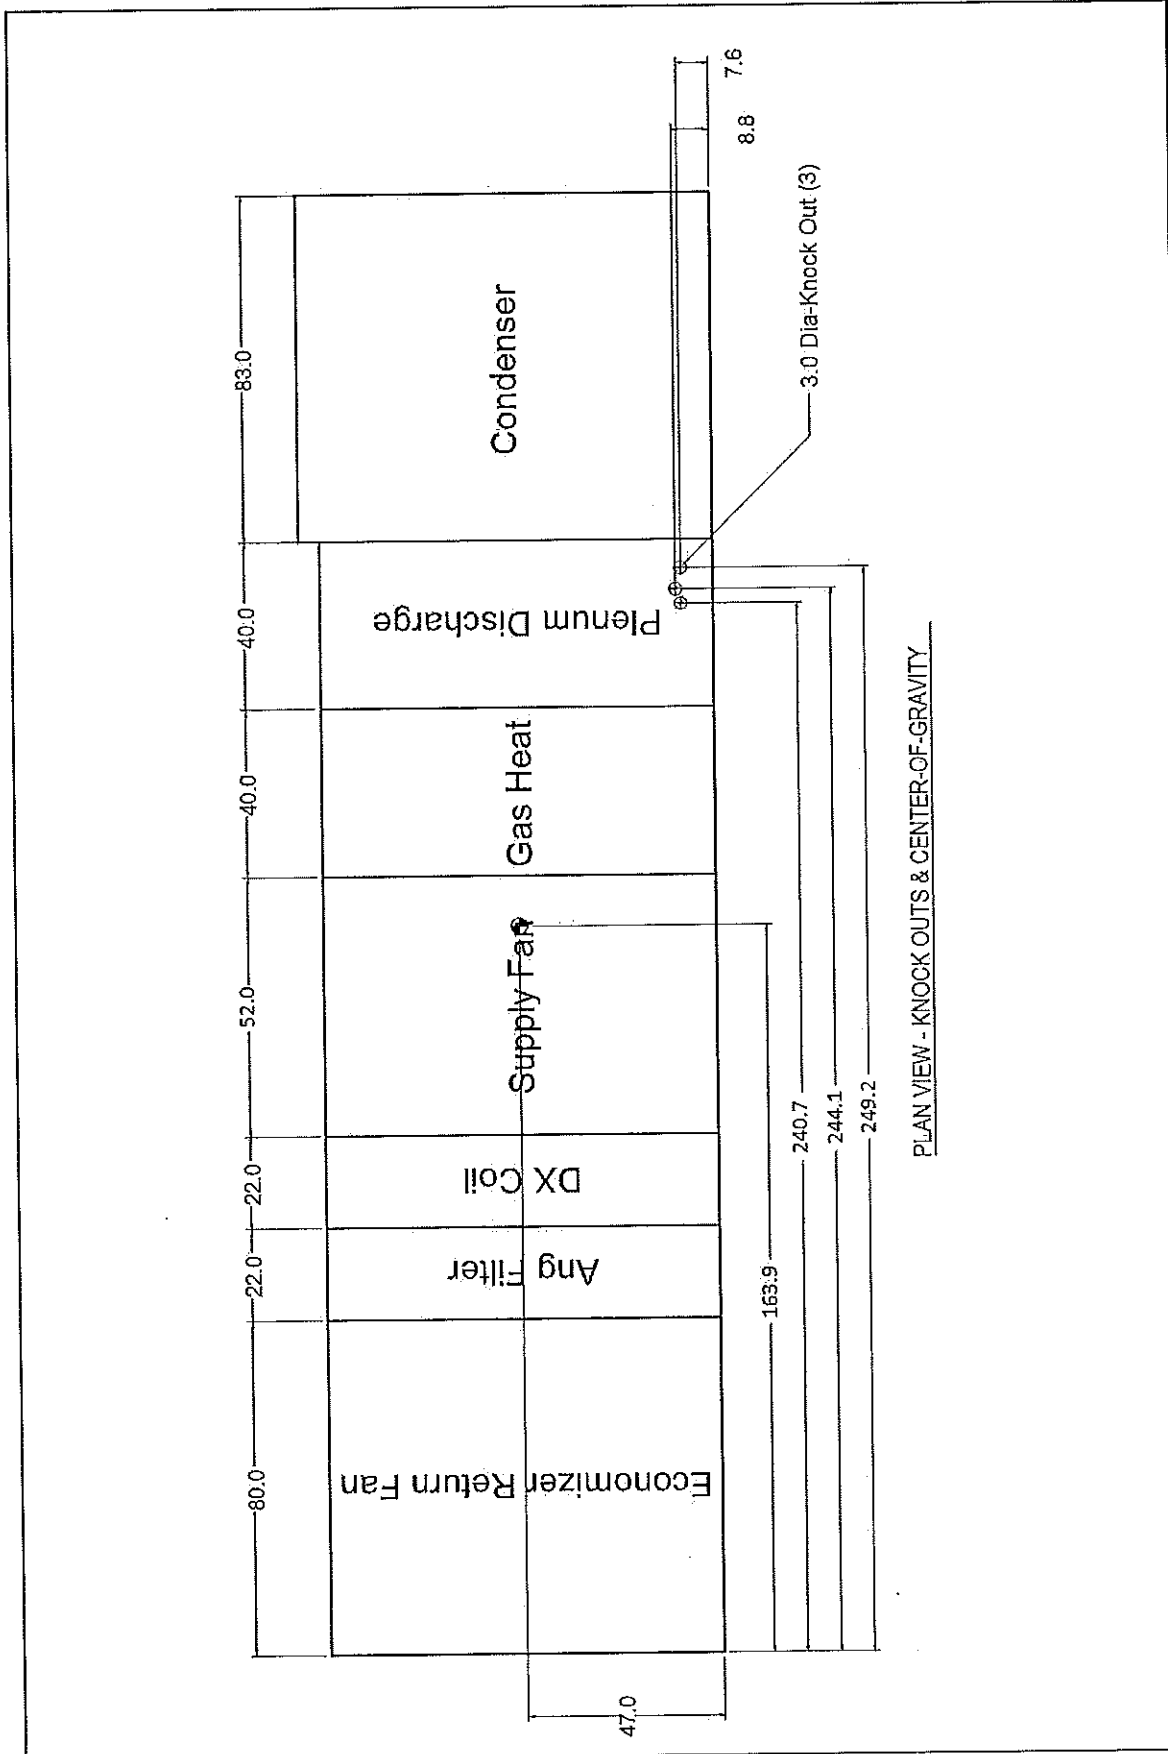 80.0
22.0
22.0
52.0
40.0
40.0
83.0
Economizer Return Fan
Ang Filter
DX Coil
Supply Fan
Gas Heat
Plenum Discharge
Condenser
47.0
7.6
8.8
3.0 Dia-Knock Out (3)
163.9
240.7
244.1
249.2
PLAN VIEW - KNOCK OUTS & CENTER-OF-GRAVITY